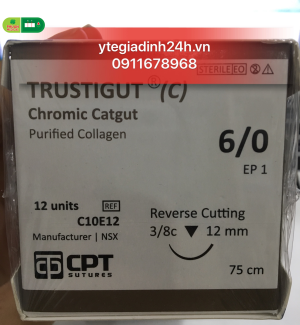 ytegiadinh24h.vn
0911678968
STERILE EO
TRUSTIGUT ® (C)
Chromic Catgut
Purified Collagen
6/0
EP 1
12 units REF
C10E12
Manufacturer | NSX
Reverse Cutting
3/8c ▼ 12 mm
CPT
SUTURES
75 cm